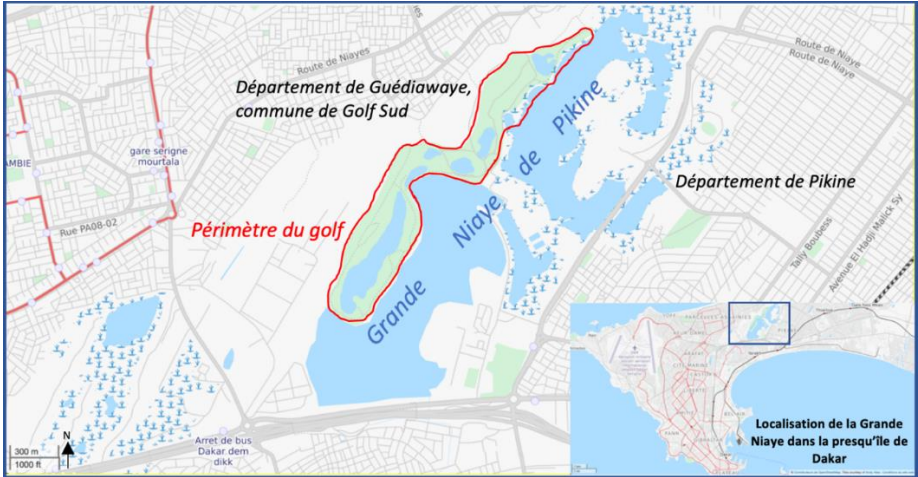 Route de Niayes
Département de Guédiawaye,
commune de Golf Sud
Route de Niaye
Route de Niaye
AMBIE
gare serigne
mourtala
Rue PA08-02
Périmètre du golf
Grande Niaye de Pikine
Département de Pikine
Tally Boubess
Avenue El Hadji Malick Sy
Arret de bus
Dakar dem
dikk
300 m
1000 ft
N
Localisation de la Grande
Niaye dans la presqu'île de
Dakar